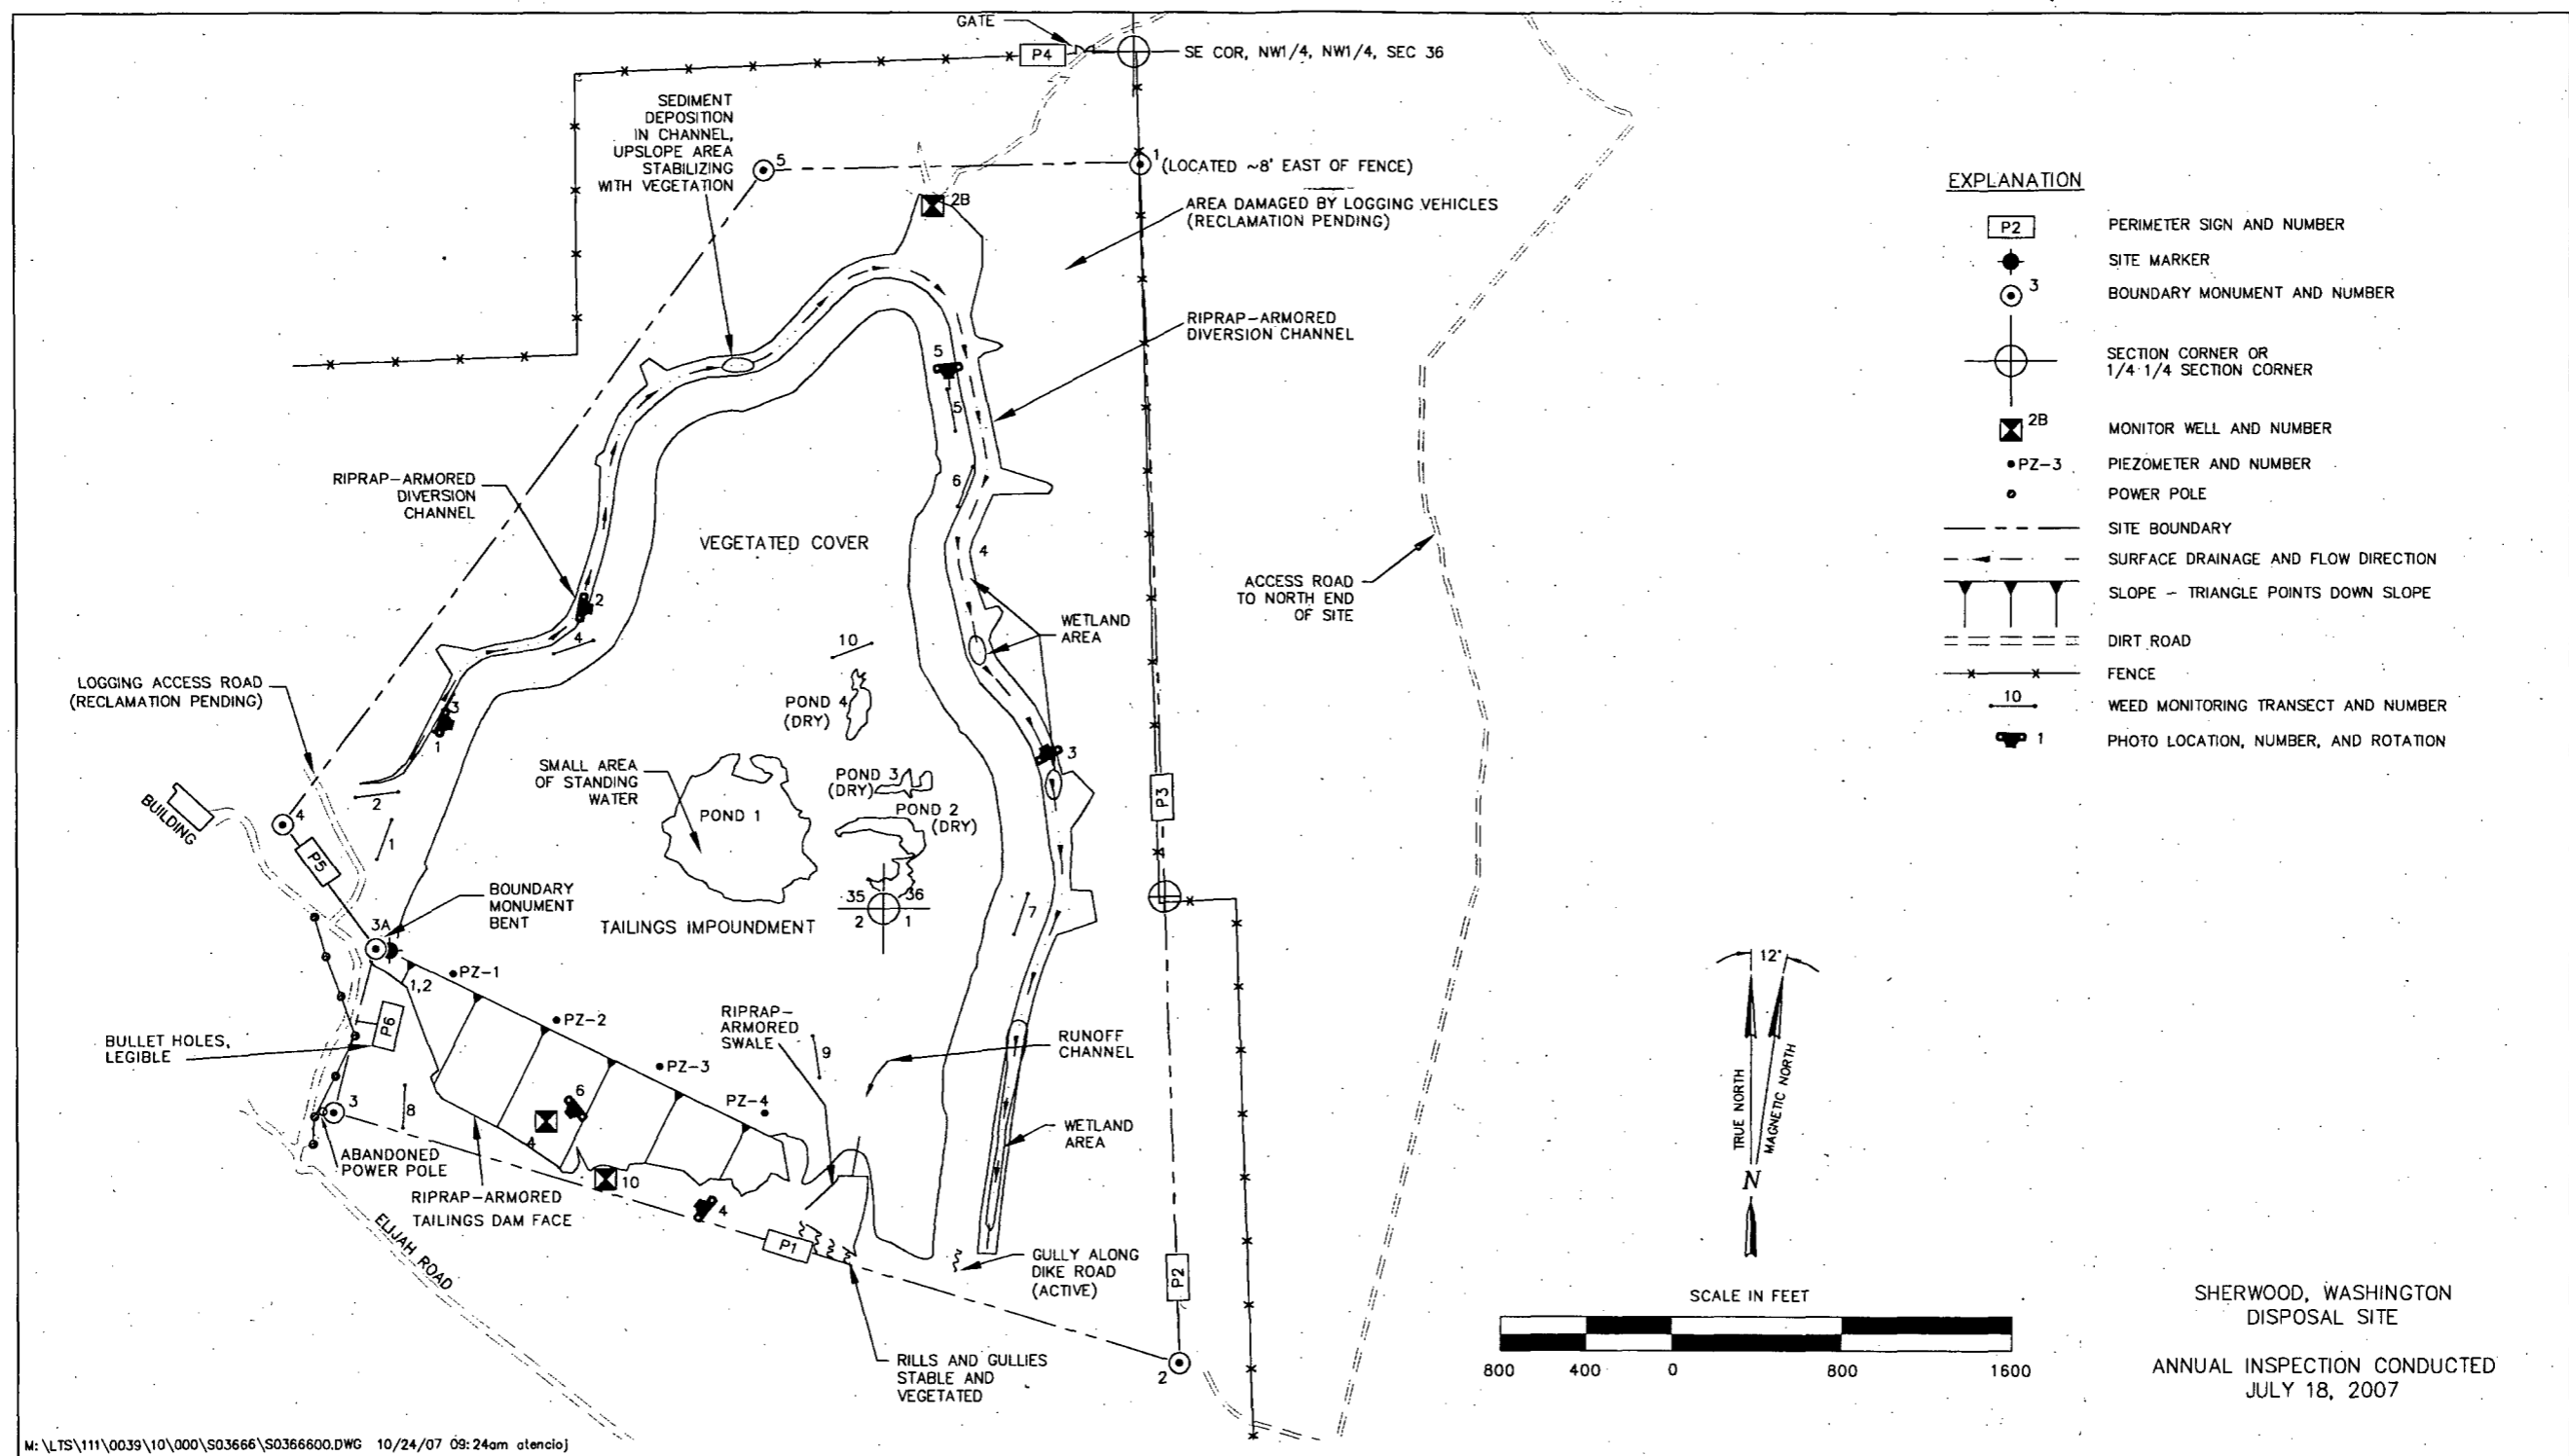 GATE
P4
SE COR, NW1/4, NW1/4, SEC 36
SEDIMENT
DEPOSITION
IN CHANNEL,
UPSLOPE AREA
STABILIZING
WITH VEGETATION
5
1
(LOCATED ~8' EAST OF FENCE)
2B
AREA DAMAGED BY LOGGING VEHICLES
(RECLAMATION PENDING)
RIPRAP-ARMORED
DIVERSION CHANNEL
5
5
6
4
RIPRAP-ARMORED
DIVERSION
CHANNEL
VEGETATED COVER
2
4
WETLAND
AREA
ACCESS ROAD
TO NORTH END
OF SITE
10
LOGGING ACCESS ROAD
(RECLAMATION PENDING)
3
1
POND 4
(DRY)
SMALL AREA
OF STANDING
WATER
POND 3
(DRY)
POND 2
(DRY)
POND 1
3
P3
2
1
BUILDING
4
P5
BOUNDARY
MONUMENT
BENT
3A
TAILINGS IMPOUNDMENT
35
36
2
1
7
PZ-1
1,2
PZ-2
PZ-3
PZ-4
P6
BULLET HOLES,
LEGIBLE
RIPRAP-
ARMORED
SWALE
9
RUNOFF
CHANNEL
3
8
6
4
WETLAND
AREA
ABANDONED
POWER POLE
10
4
RIPRAP-ARMORED
TAILINGS DAM FACE
ELIJAH ROAD
P1
GULLY ALONG
DIKE ROAD
(ACTIVE)
P2
RILLS AND GULLIES
STABLE AND
VEGETATED
2
EXPLANATION
P2
PERIMETER SIGN AND NUMBER
SITE MARKER
3
BOUNDARY MONUMENT AND NUMBER
SECTION CORNER OR
1/4 1/4 SECTION CORNER
2B
MONITOR WELL AND NUMBER
PZ-3
PIEZOMETER AND NUMBER
POWER POLE
SITE BOUNDARY
SURFACE DRAINAGE AND FLOW DIRECTION
SLOPE - TRIANGLE POINTS DOWN SLOPE
DIRT ROAD
FENCE
10
WEED MONITORING TRANSECT AND NUMBER
1
PHOTO LOCATION, NUMBER, AND ROTATION
12°
TRUE NORTH
MAGNETIC NORTH
N
SCALE IN FEET
800 400 0 800 1600
SHERWOOD, WASHINGTON
DISPOSAL SITE
ANNUAL INSPECTION CONDUCTED
JULY 18, 2007
M:\LTS\111\0039\10\000\S03666\S0366600.DWG 10/24/07 09:24am atencioj